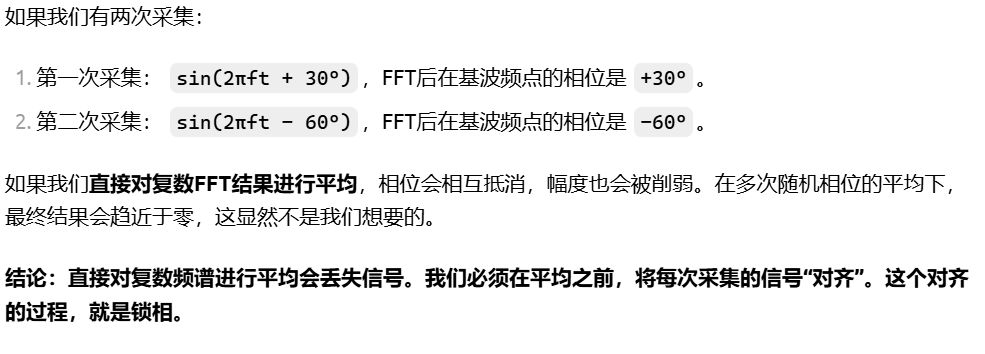 如果我们有两次采集：
1. 第一次采集： sin(2πft + 30°)，FFT后在基波频点的相位是 +30°。
2. 第二次采集： sin(2πft − 60°)，FFT后在基波频点的相位是 −60°。
如果我们直接对复数FFT结果进行平均，相位会相互抵消，幅度也会被削弱。在多次随机相位的平均下，
最终结果会趋近于零，这显然不是我们想要的。
结论：直接对复数频谱进行平均会丢失信号。我们必须在平均之前，将每次采集的信号“对齐”。这个对齐
的过程，就是锁相。